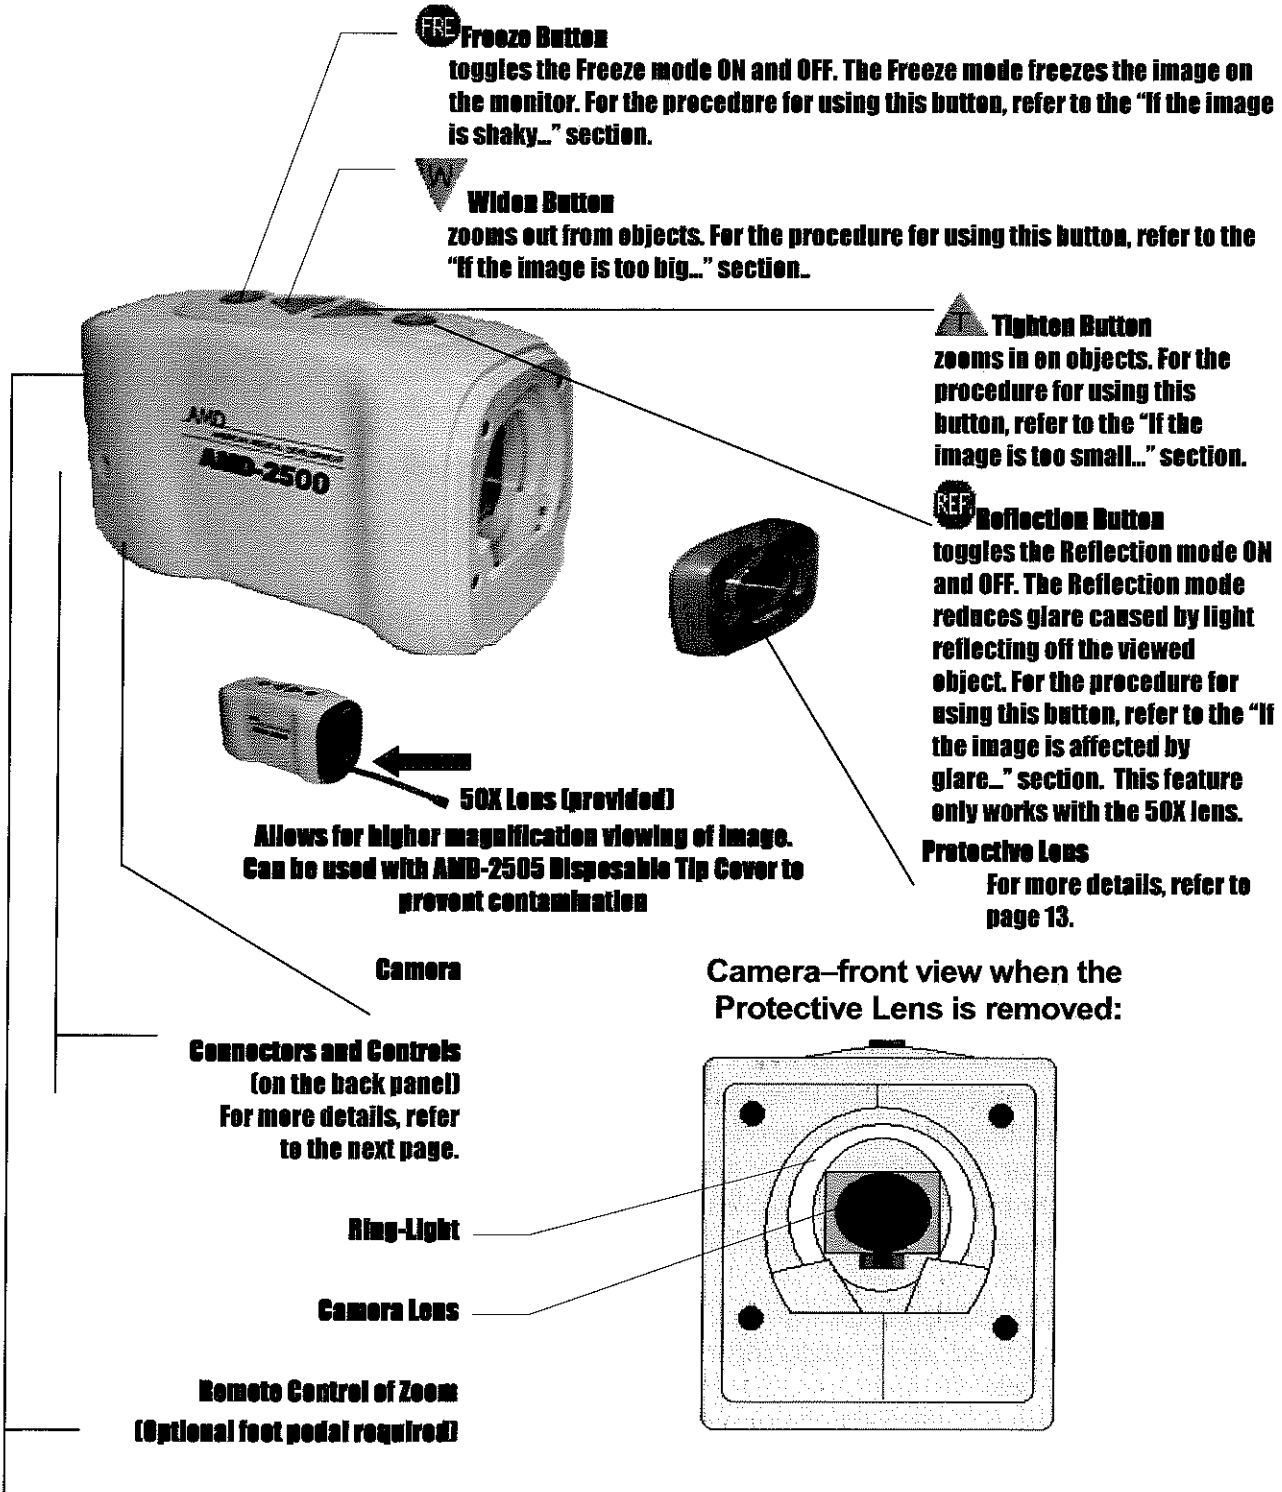 FRE Freeze Button
toggles the Freeze mode ON and OFF. The Freeze mode freezes the image on
the monitor. For the procedure for using this button, refer to the “If the image
is shaky...” section.
W
Widen Button
zooms out from objects. For the procedure for using this button, refer to the
“If the image is too big...” section..
T Tighten Button
zooms in on objects. For the
procedure for using this
button, refer to the “If the
image is too small...” section.
AMD
AMERICAN MEDICAL DEVELOPMENT
AMD-2500
REF. Reflection Button
toggles the Reflection mode ON
and OFF. The Reflection mode
reduces glare caused by light
reflecting off the viewed
object. For the procedure for
using this button, refer to the “If
the image is affected by
glare...” section. This feature
only works with the 50X lens.
50X Lens (provided)
Allows for higher magnification viewing of image.
Can be used with AMD-2505 Disposable Tip Cover to
prevent contamination
Protective Lens
For more details, refer to
page 13.
Camera
Camera–front view when the
Protective Lens is removed:
Connectors and Controls
(on the back panel)
For more details, refer
to the next page.
Ring-Light
Camera Lens
Remote Control of Zoom
(Optional foot pedal required)